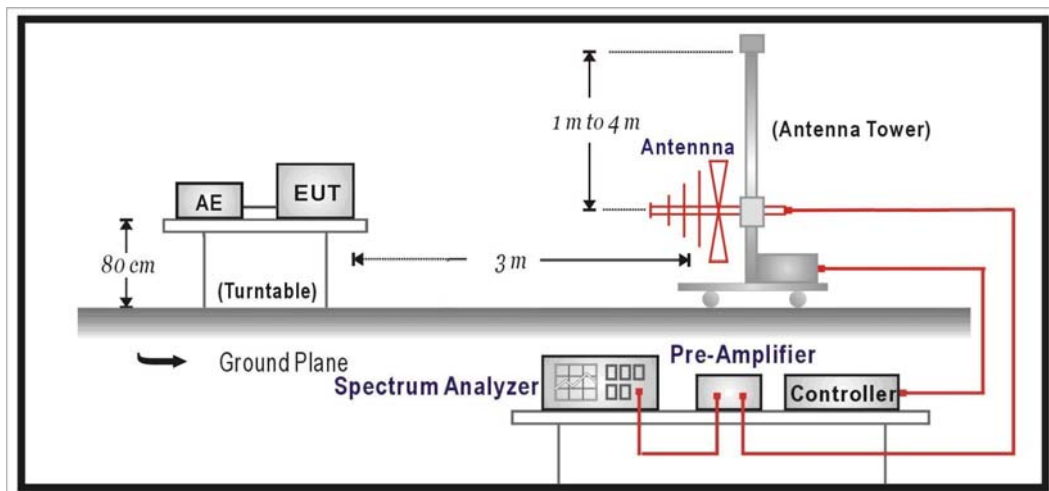 1 m to 4 m
(Antenna Tower)
Antennna
AE
EUT
80 cm
3 m
(Turntable)
Ground Plane
Pre-Amplifier
Spectrum Analyzer
Controller